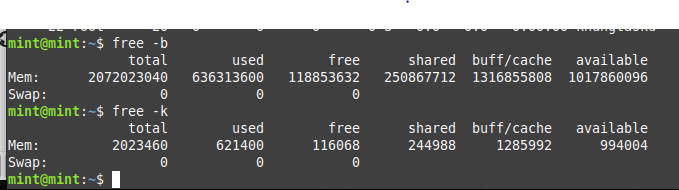 mint@mint:~$ free -b
total used free shared buff/cache available
Mem: 2072023040 636313600 118853632 250867712 1316855808 1017860096
Swap: 0 0 0
mint@mint:~$ free -k
total used free shared buff/cache available
Mem: 2023460 621400 116068 244988 1285992 994004
Swap: 0 0 0
mint@mint:~$